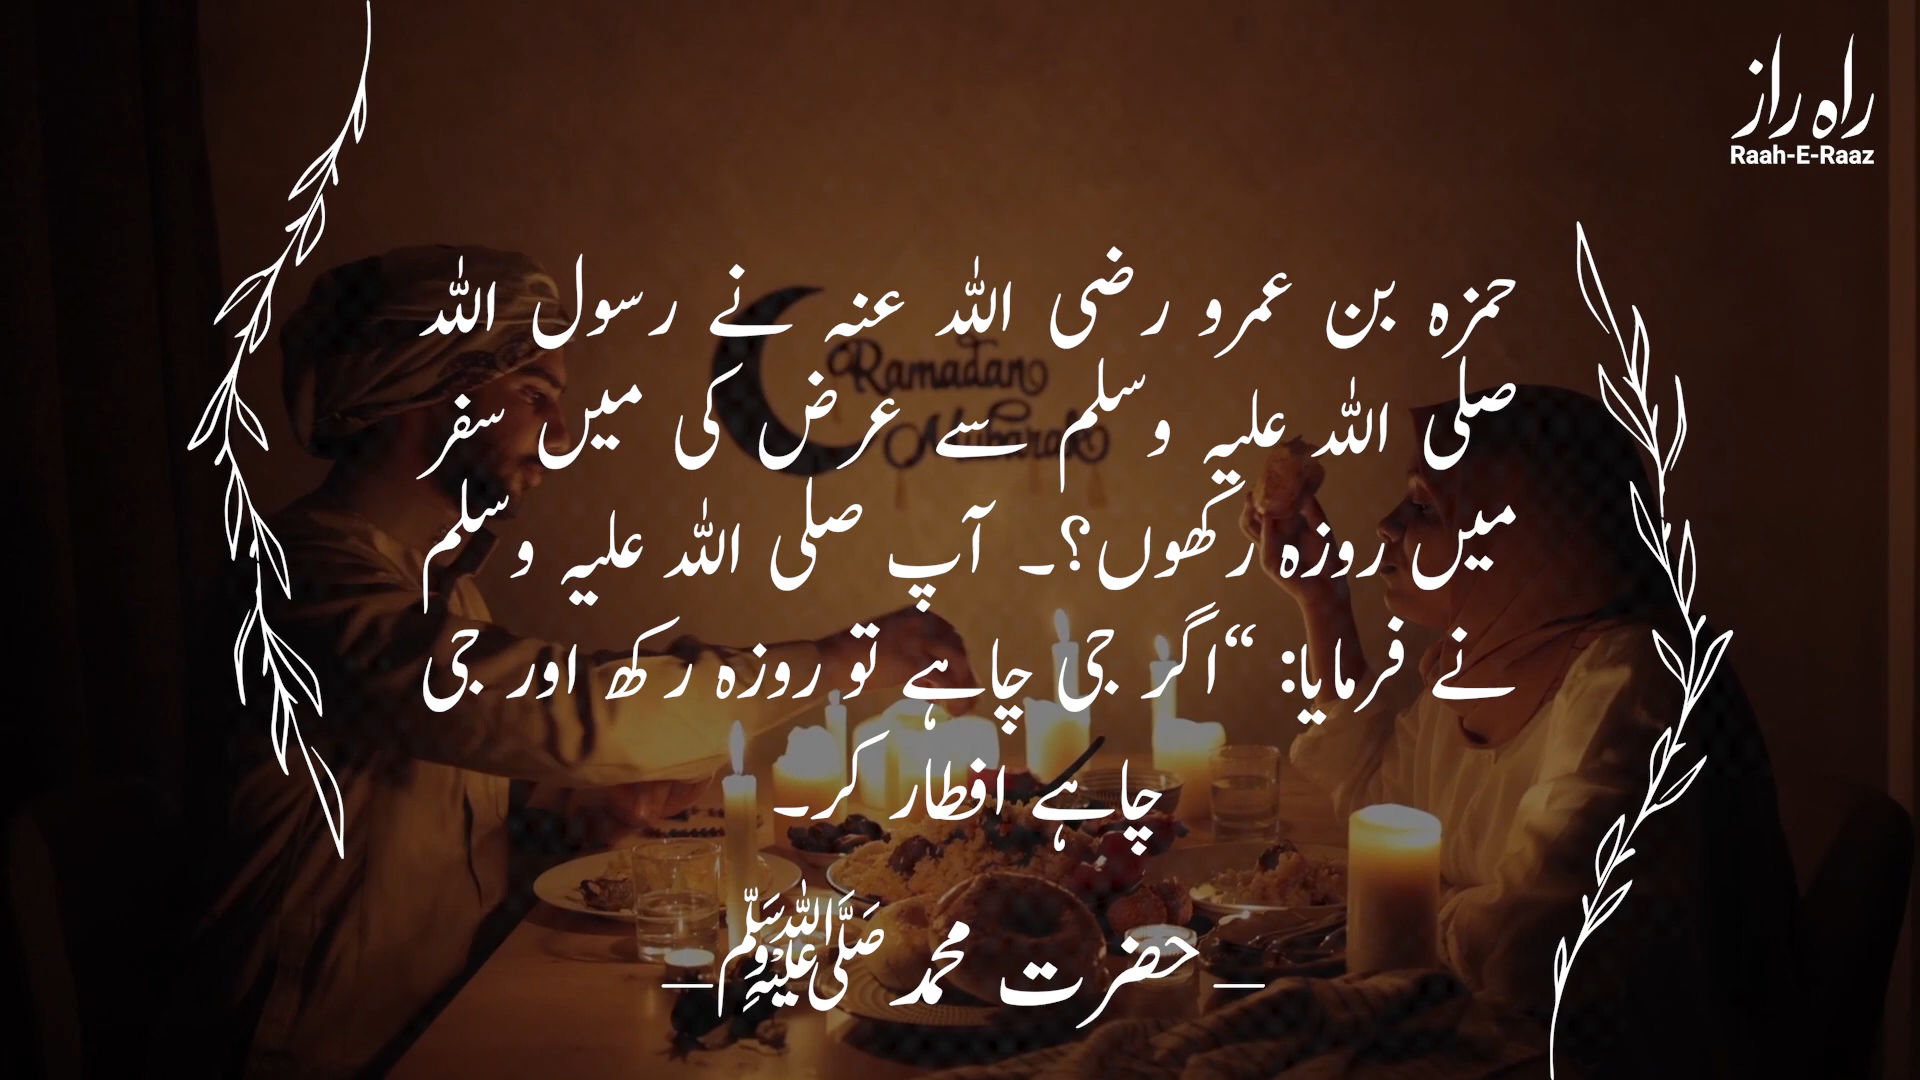 راہ راز
Raah-E-Raaz
حمزہ بن عمرو رضی اللہ عنہ نے رسول اللہ
صلی اللہ علیہ وسلم سے عرض کی میں سفر
میں روزہ رکھوں؟۔ آپ صلی اللہ علیہ وسلم
نے فرمایا: “اگر جی چاہے تو روزہ رکھ اور جی
چاہے افطار کر۔
Ramadan
Mubarak
— حضرت محمد ﷺ —